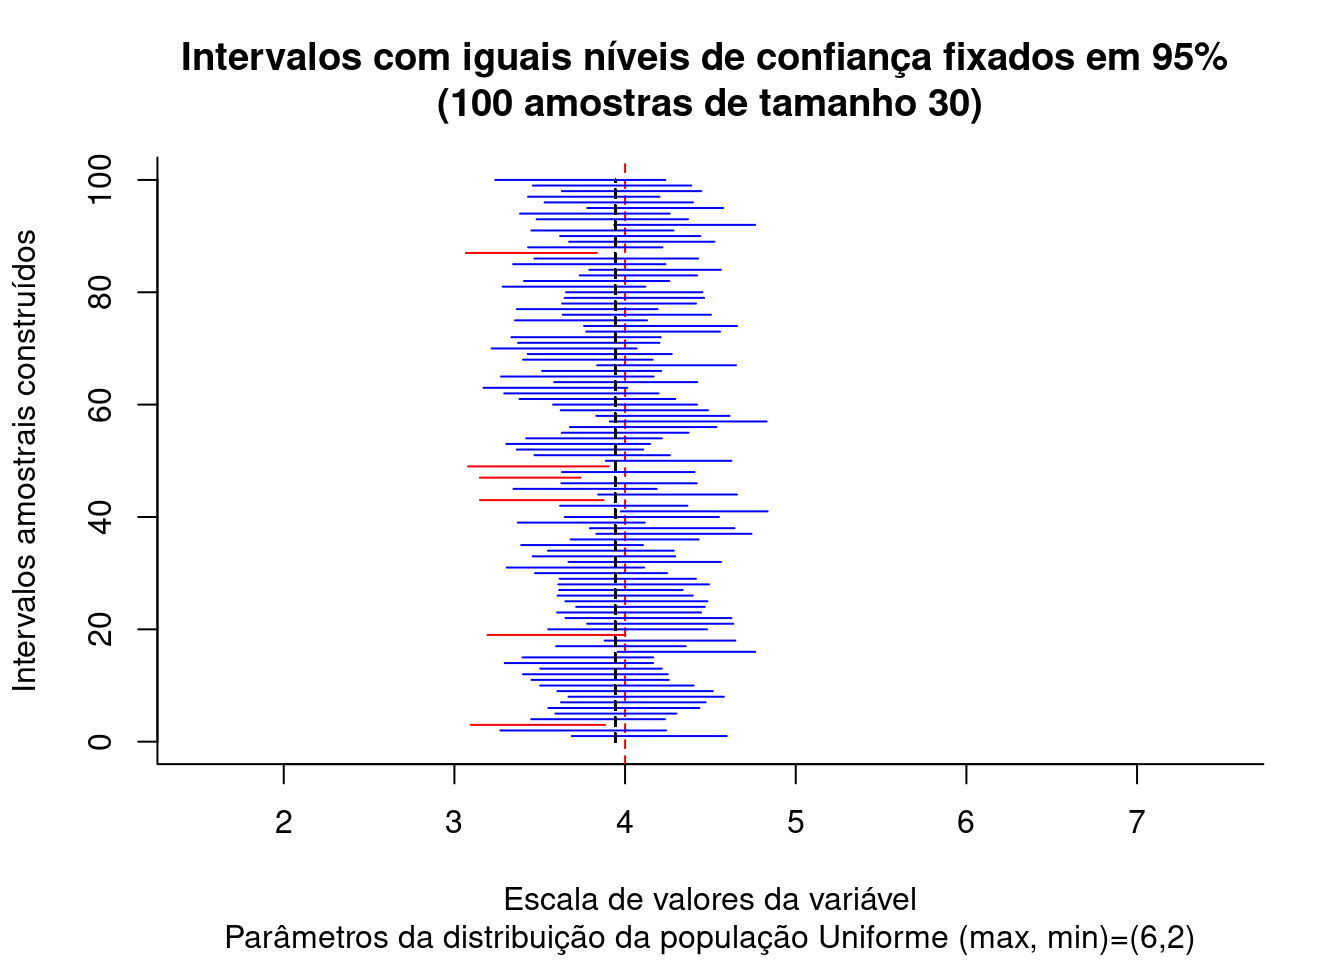 Intervalos com iguais níveis de confiança fixados em 95%
(100 amostras de tamanho 30)
Intervalos amostrais construídos
100
80
60
40
20
0
2 3 4 5 6 7
Escala de valores da variável
Parâmetros da distribuição da população Uniforme (max, min)=(6,2)